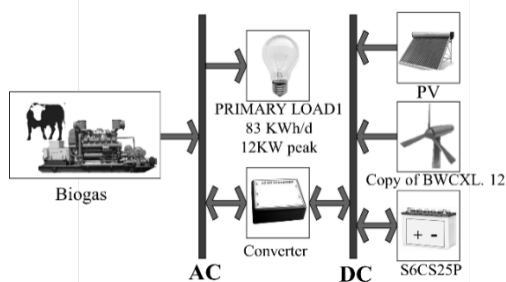 PRIMARY LOAD1
83 KWh/d
12KW peak
Biogas
Converter
AC
PV
Copy of BWCXL. 12
+ -
S6CS25P
DC